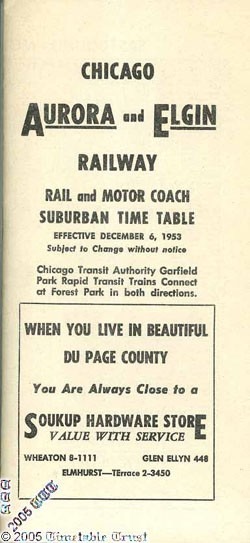 CHICAGO
AURORA and ELGIN
RAILWAY
RAIL and MOTOR COACH
SUBURBAN TIME TABLE
EFFECTIVE DECEMBER 6, 1953
Subject to Change without notice
Chicago Transit Authority Garfield
Park Rapid Transit Trains Connect
at Forest Park in both directions.
WHEN YOU LIVE IN BEAUTIFUL
DU PAGE COUNTY
You Are Always Close to a
SOUKUP HARDWARE STORE
VALUE WITH SERVICE
WHEATON 8-1111 GLEN ELLYN 448
ELMHURST—TErrace 2-3450
© 2005 Timetable Trust